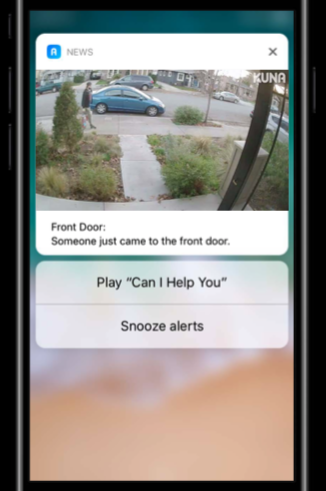 NEWS
KUNA
Front Door:
Someone just came to the front door.
Play “Can I Help You”
Snooze alerts